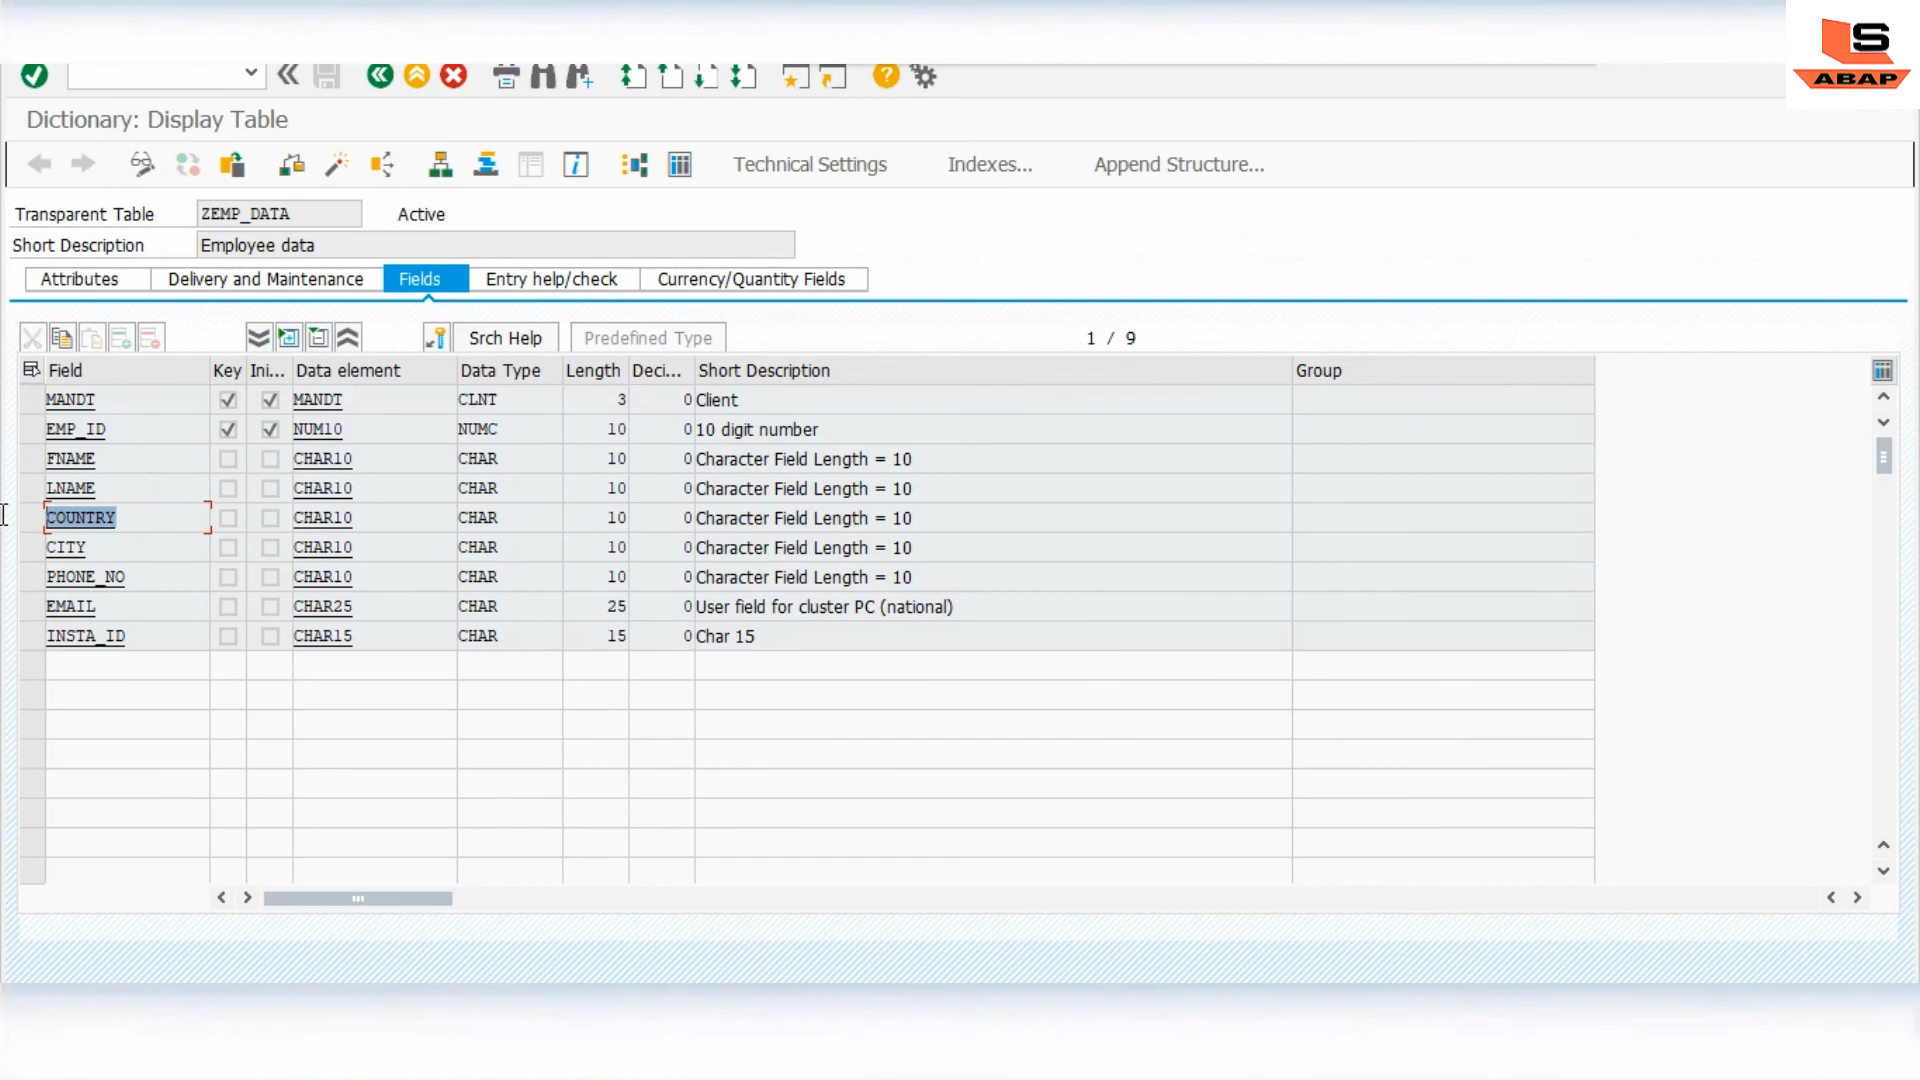 S
ABAP
Dictionary: Display Table
Technical Settings Indexes... Append Structure...
Transparent Table ZEMP_DATA Active
Short Description Employee data
Attributes Delivery and Maintenance Fields Entry help/check Currency/Quantity Fields
Srch Help Predefined Type 1 / 9
Field Key Ini... Data element Data Type Length Deci... Short Description Group
MANDT MANDT CLNT 3 0 Client
EMP_ID NUM10 NUMC 10 0 10 digit number
FNAME CHAR10 CHAR 10 0 Character Field Length = 10
LNAME CHAR10 CHAR 10 0 Character Field Length = 10
COUNTRY CHAR10 CHAR 10 0 Character Field Length = 10
CITY CHAR10 CHAR 10 0 Character Field Length = 10
PHONE_NO CHAR10 CHAR 10 0 Character Field Length = 10
EMAIL CHAR25 CHAR 25 0 User field for cluster PC (national)
INSTA_ID CHAR15 CHAR 15 0 Char 15